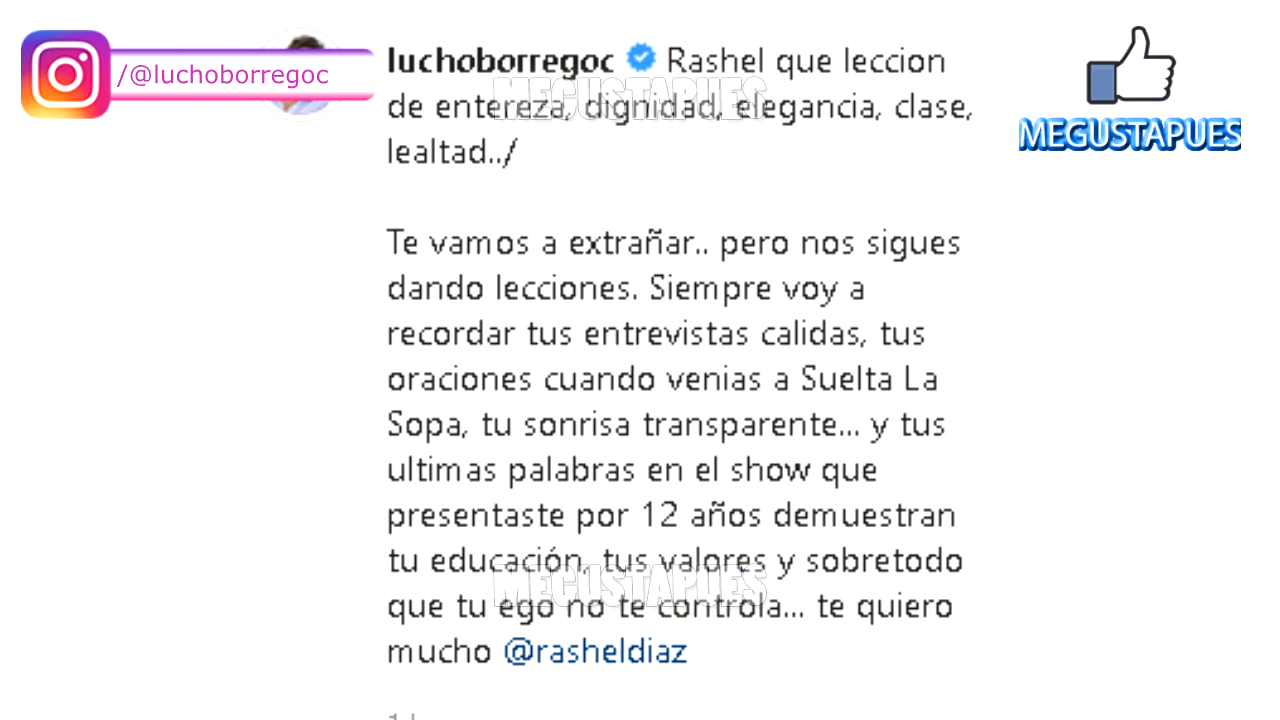 /@luchoborregoc
luchoborregoc Rashel que leccion
de entereza, dignidad, elegancia, clase,
lealtad../
Te vamos a extrañar.. pero nos sigues
dando lecciones. Siempre voy a
recordar tus entrevistas calidas, tus
oraciones cuando venias a Suelta La
Sopa, tu sonrisa transparente... y tus
ultimas palabras en el show que
presentaste por 12 años demuestran
tu educación, tus valores y sobretodo
que tu ego no te controla... te quiero
mucho @rasheldiaz
MEGUSTAPUES
MEGUSTAPUES
MEGUSTAPUES